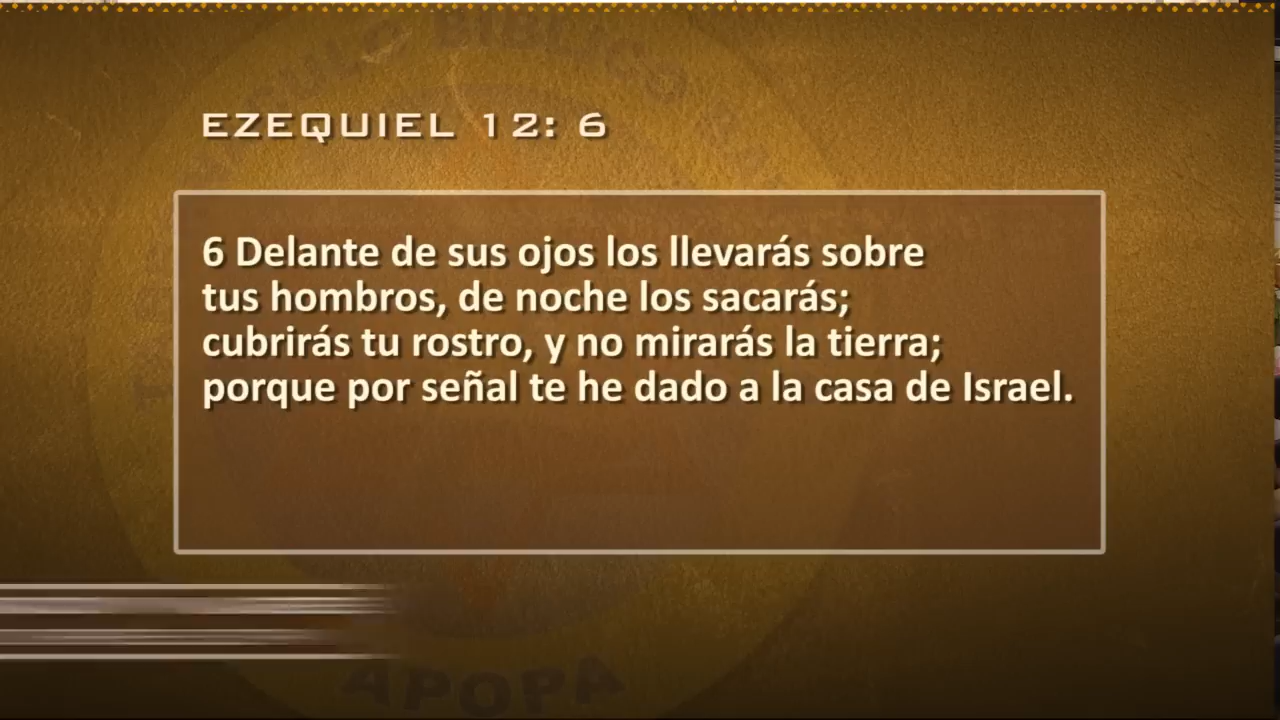 EZEQUIEL 12: 6
6 Delante de sus ojos los llevarás sobre
tus hombros, de noche los sacarás;
cubrirás tu rostro, y no mirarás la tierra;
porque por señal te he dado a la casa de Israel.
APOPA